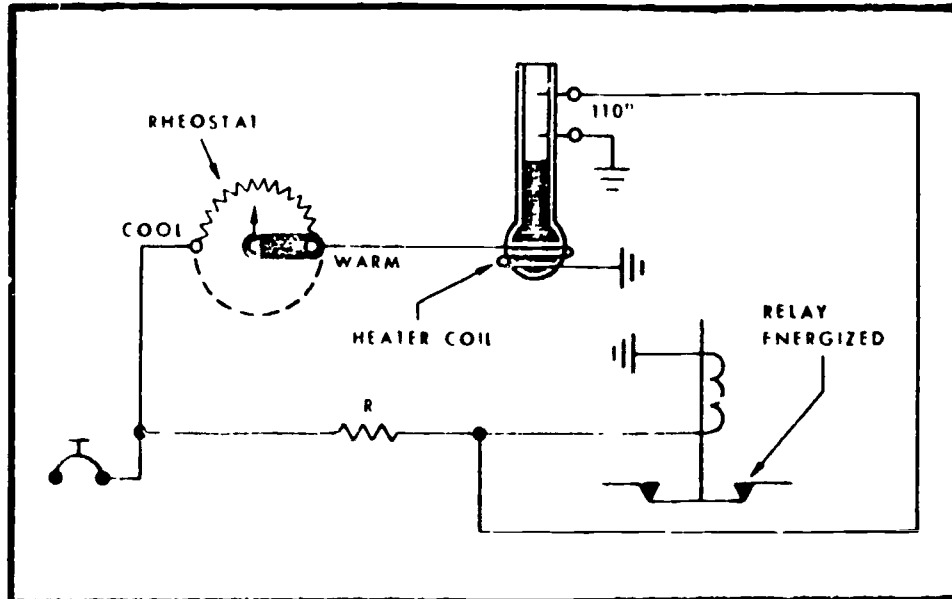 110"
RHEOSTAT
COOL
WARM
HEATER COIL
RELAY
ENERGIZED
R